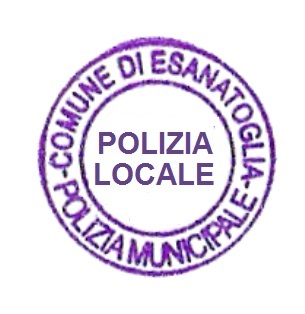 COMUNE DI ESANATOGLIA
POLIZIA
LOCALE
-POLIZIA MUNICIPALE-